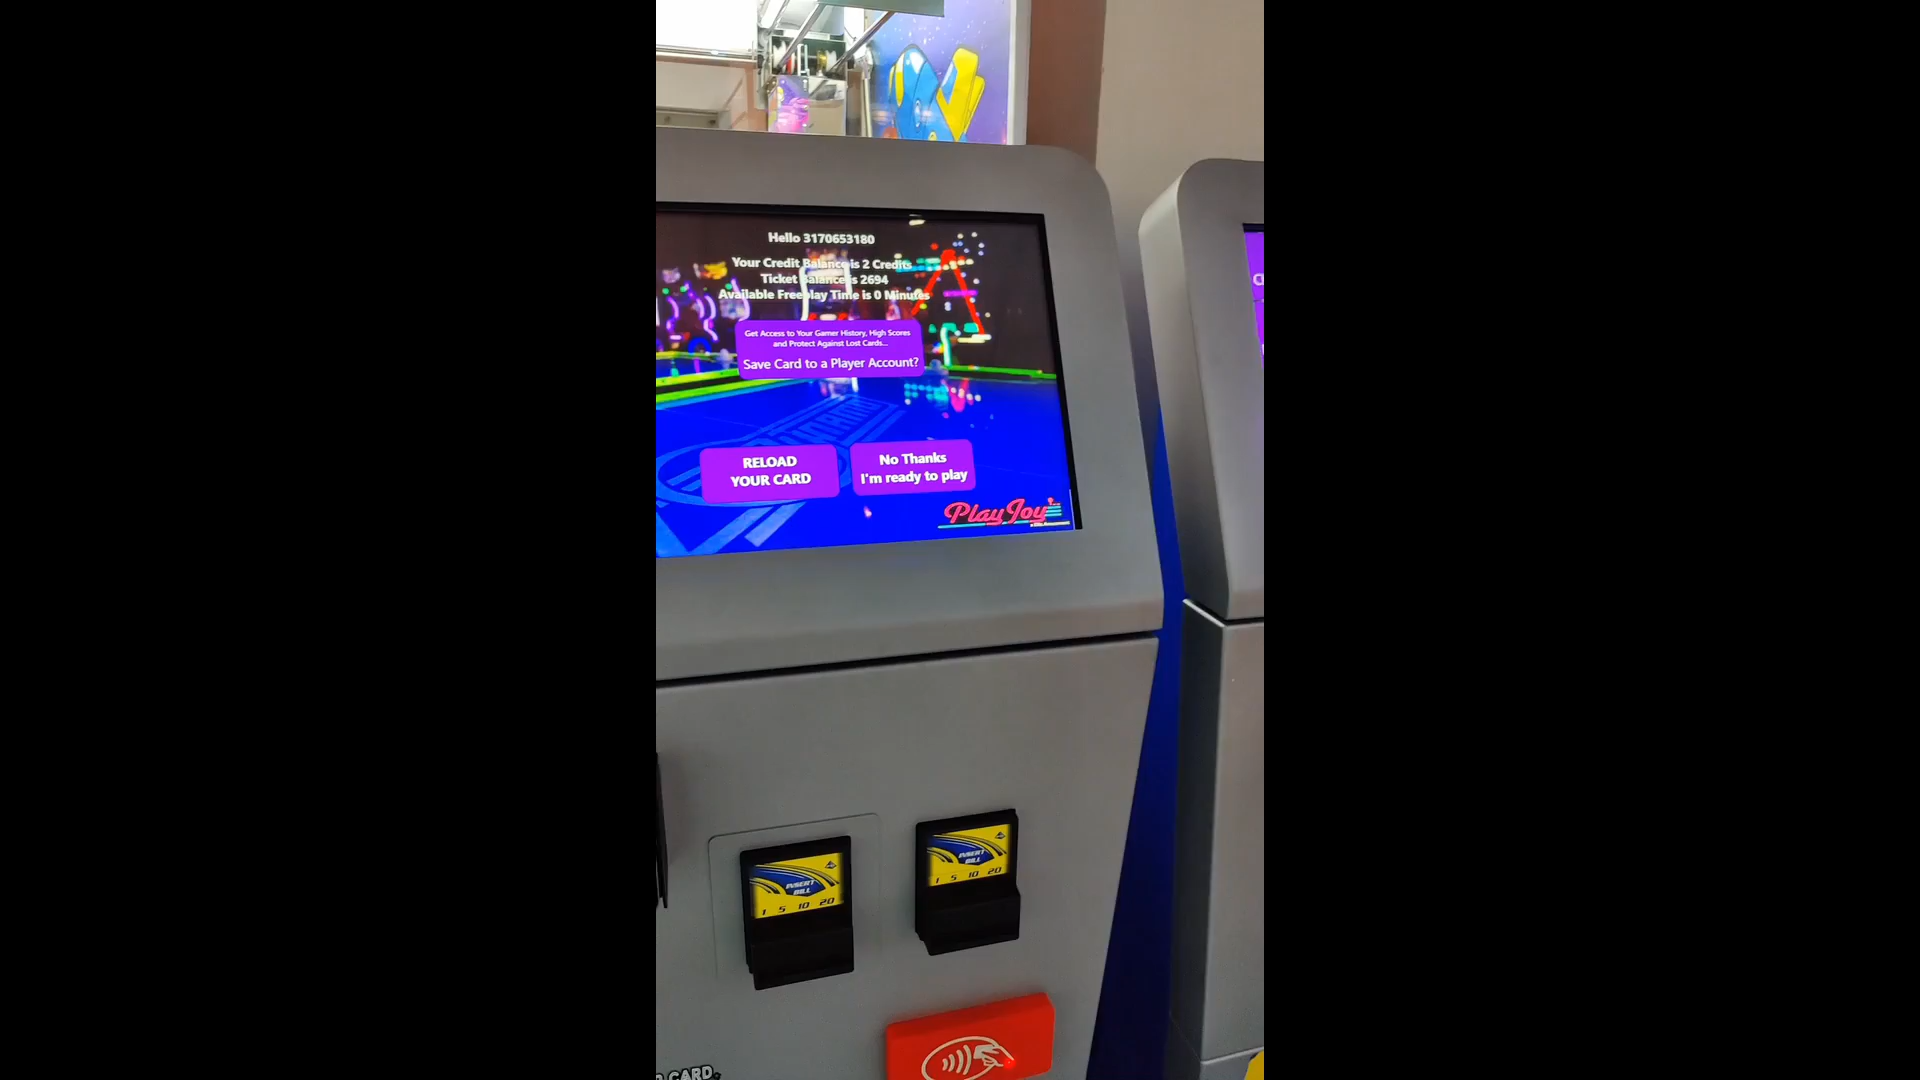 Hello 3170653180
Your Credit Balance is 2 Credits
Ticket Balance is 2694
Available Freeplay Time is 0 Minutes
Get Access to Your Gamer History, High Scores
and Protect Against Lost Cards...
Save Card to a Player Account?
RELOAD
YOUR CARD
No Thanks
I'm ready to play
PlayJoy
INSERT
BILL
1 5 10 20
INSERT
BILL
1 5 10 20
CARD.